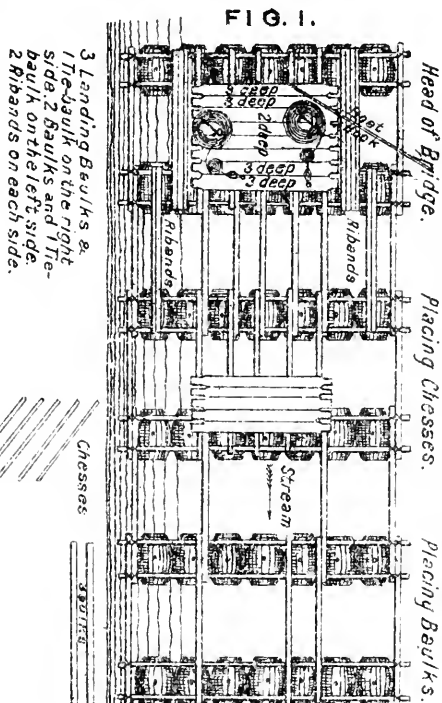 FIG. 1.
Head of Bridge.
Placing Chesses.
Placing Baulks.
3 deep
3 deep
2 deep
3 deep
3 deep
Boat
Hook
Ribands
Ribands
Stream
3 Landing Baulks &
1 Tie-baulk on the right
side 2 Baulks and 1 Tie-
baulk on the left side.
2 Ribands on each side.
Chesses